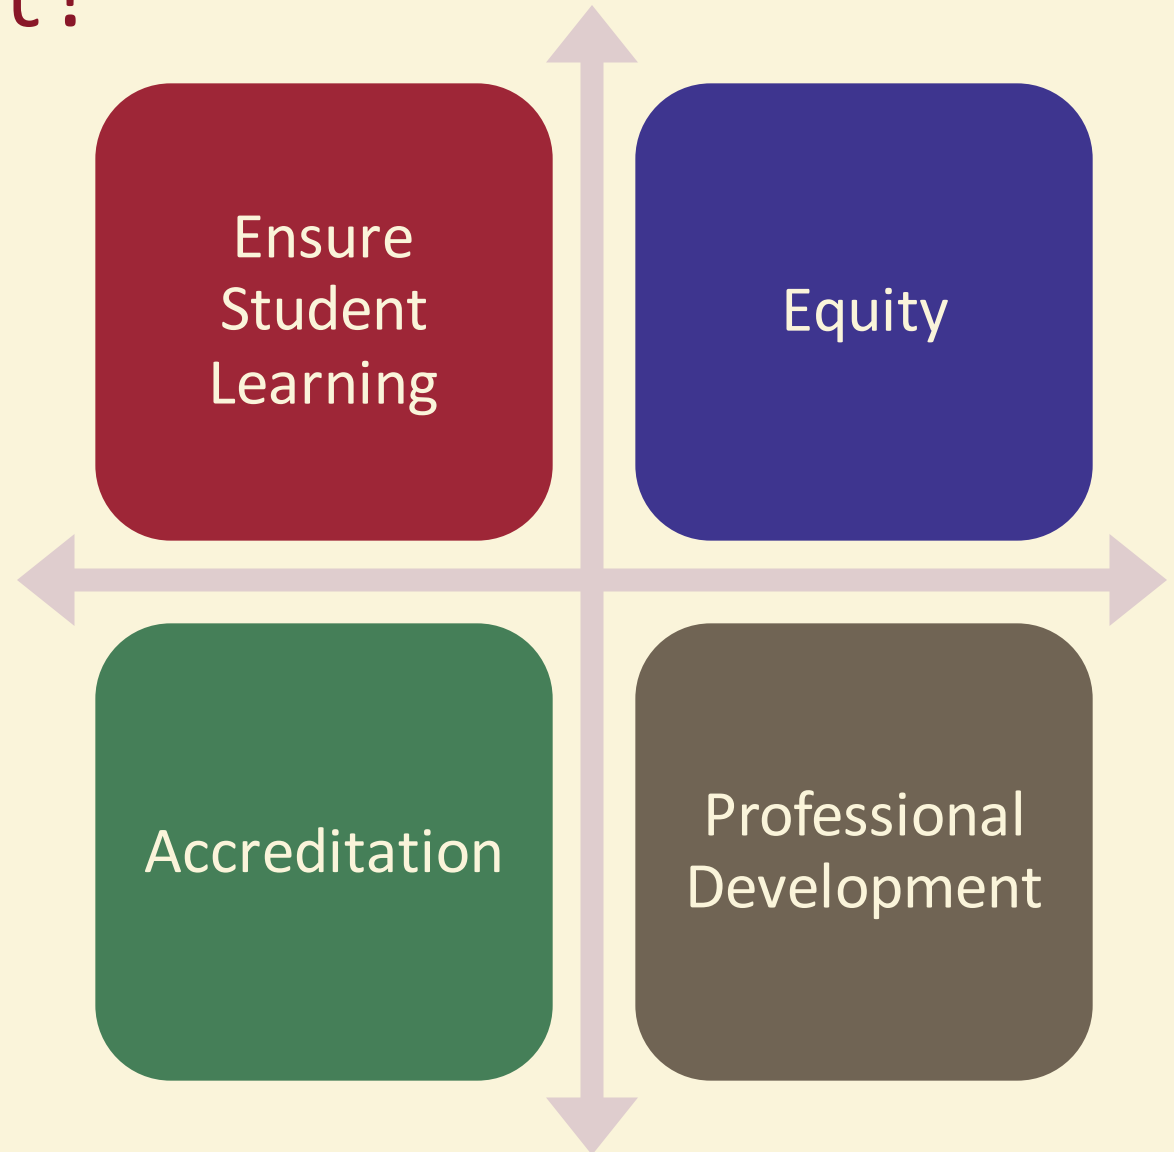 Ensure
Student
Learning
Equity
Accreditation
Professional
Development